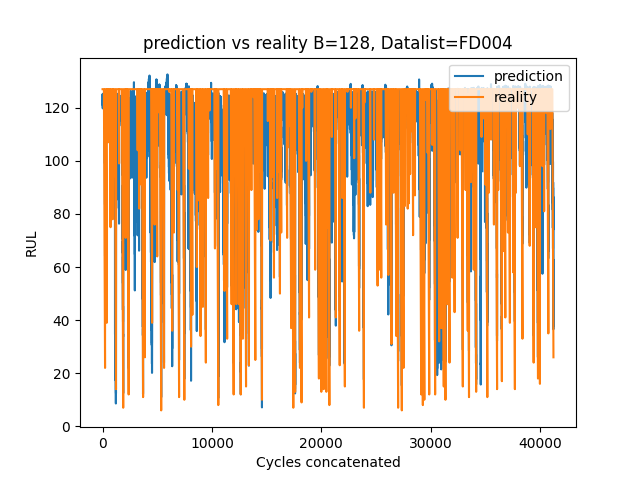 prediction vs reality B=128, Datalist=FD004
prediction
reality
RUL
120
100
80
60
40
20
0
0 10000 20000 30000 40000
Cycles concatenated